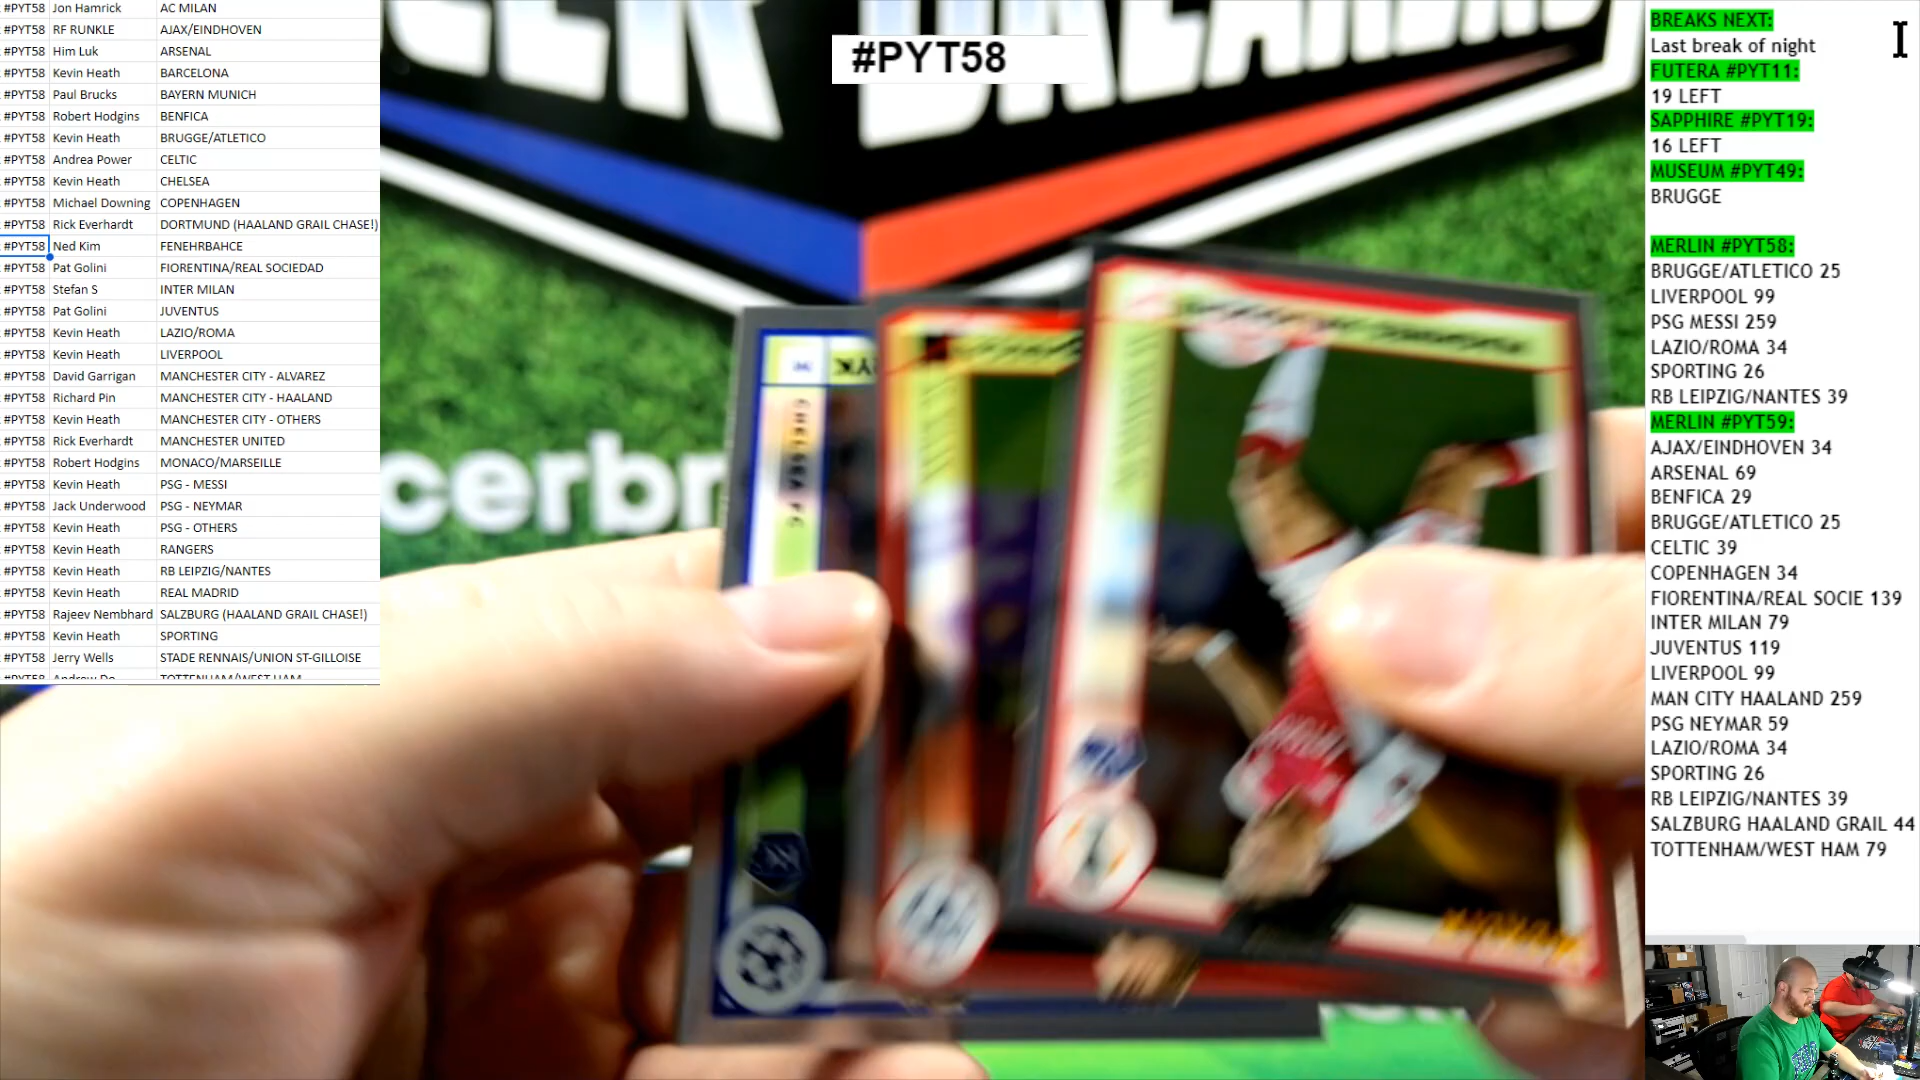 #PYT58
#PYT58 Jon Hamrick AC MILAN
#PYT58 RF RUNKLE AJAX/EINDHOVEN
#PYT58 Him Luk ARSENAL
#PYT58 Kevin Heath BARCELONA
#PYT58 Paul Brucks BAYERN MUNICH
#PYT58 Robert Hodgins BENFICA
#PYT58 Kevin Heath BRUGGE/ATLETICO
#PYT58 Andrea Power CELTIC
#PYT58 Kevin Heath CHELSEA
#PYT58 Michael Downing COPENHAGEN
#PYT58 Rick Everhardt DORTMUND (HAALAND GRAIL CHASE!)
#PYT58 Ned Kim FENEHRBAHCE
#PYT58 Pat Golini FIORENTINA/REAL SOCIEDAD
#PYT58 Stefan S INTER MILAN
#PYT58 Pat Golini JUVENTUS
#PYT58 Kevin Heath LAZIO/ROMA
#PYT58 Kevin Heath LIVERPOOL
#PYT58 David Garrigan MANCHESTER CITY - ALVAREZ
#PYT58 Richard Pin MANCHESTER CITY - HAALAND
#PYT58 Kevin Heath MANCHESTER CITY - OTHERS
#PYT58 Rick Everhardt MANCHESTER UNITED
#PYT58 Robert Hodgins MONACO/MARSEILLE
#PYT58 Kevin Heath PSG - MESSI
#PYT58 Jack Underwood PSG - NEYMAR
#PYT58 Kevin Heath PSG - OTHERS
#PYT58 Kevin Heath RANGERS
#PYT58 Kevin Heath RB LEIPZIG/NANTES
#PYT58 Kevin Heath REAL MADRID
#PYT58 Rajeev Nembhard SALZBURG (HAALAND GRAIL CHASE!)
#PYT58 Kevin Heath SPORTING
#PYT58 Jerry Wells STADE RENNAIS/UNION ST-GILLOISE
#PYT58 Andrew Do TOTTENHAM/WEST HAM
cerbr
CHELSEA FC
BREAKS NEXT:
Last break of night
FUTERA #PYT11:
19 LEFT
SAPPHIRE #PYT19:
16 LEFT
MUSEUM #PYT49:
BRUGGE
MERLIN #PYT58:
BRUGGE/ATLETICO 25
LIVERPOOL 99
PSG MESSI 259
LAZIO/ROMA 34
SPORTING 26
RB LEIPZIG/NANTES 39
MERLIN #PYT59:
AJAX/EINDHOVEN 34
ARSENAL 69
BENFICA 29
BRUGGE/ATLETICO 25
CELTIC 39
COPENHAGEN 34
FIORENTINA/REAL SOCIE 139
INTER MILAN 79
JUVENTUS 119
LIVERPOOL 99
MAN CITY HAALAND 259
PSG NEYMAR 59
LAZIO/ROMA 34
SPORTING 26
RB LEIPZIG/NANTES 39
SALZBURG HAALAND GRAIL 44
TOTTENHAM/WEST HAM 79